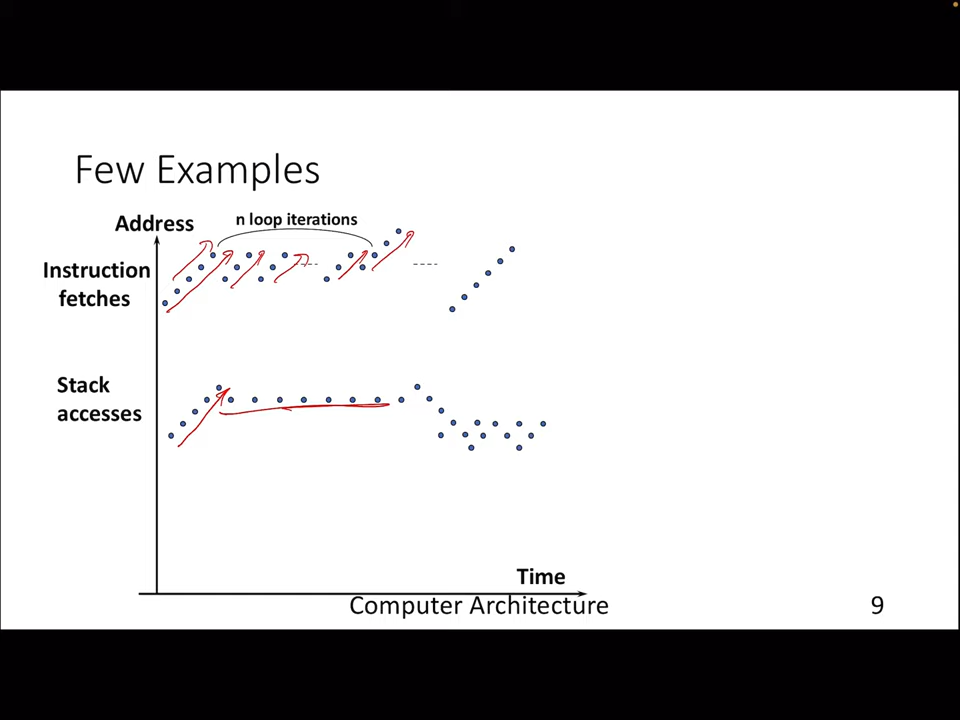 Few Examples
Address
n loop iterations
Instruction
fetches
Stack
accesses
Time
Computer Architecture
9